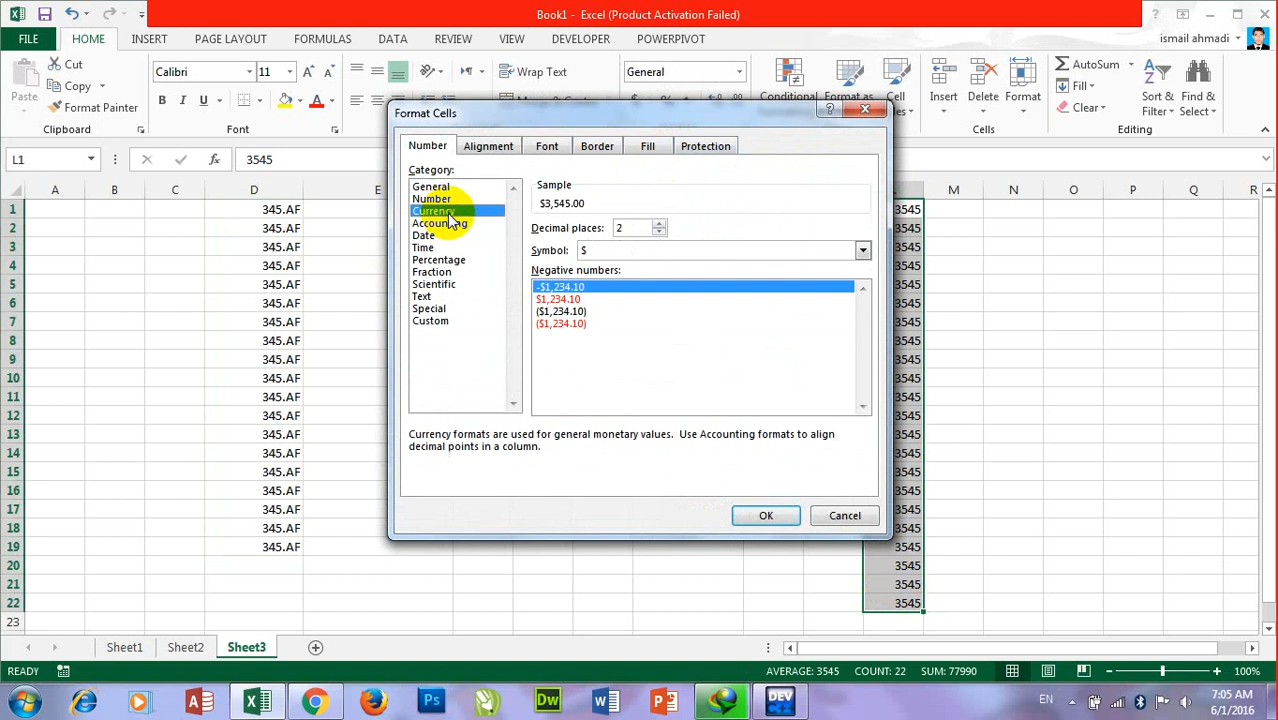 Book1 - Excel (Product Activation Failed)
FILE HOME INSERT PAGE LAYOUT FORMULAS DATA REVIEW VIEW DEVELOPER POWERPIVOT ismail ahmadi
Cut
Copy
Format Painter
Paste
Clipboard
Calibri 11
B I U
Font
Wrap Text
General
Conditional Format as Cell
Insert Delete Format
Cells
AutoSum
Fill
Clear
Sort & Filter
Find & Select
L1 3545
A B C D E M N O P Q R
Format Cells
Number Alignment Font Border Fill Protection
Category:
General
Number
Currency
Accounting
Date
Time
Percentage
Fraction
Scientific
Text
Special
Custom
Sample
$3,545.00
Decimal places: 2
Symbol: $
Negative numbers:
-$1,234.10
$1,234.10
($1,234.10)
($1,234.10)
Currency formats are used for general monetary values. Use Accounting formats to align
decimal points in a column.
OK Cancel
1 345.AF 3545
2 345.AF 3545
3 345.AF 3545
4 345.AF 3545
5 345.AF 3545
6 345.AF 3545
7 345.AF 3545
8 345.AF 3545
9 345.AF 3545
10 345.AF 3545
11 345.AF 3545
12 345.AF 3545
13 345.AF 3545
14 345.AF 3545
15 345.AF 3545
16 345.AF 3545
17 345.AF 3545
18 345.AF 3545
19 345.AF 3545
20 3545
21 3545
22 3545
23
Sheet1 Sheet2 Sheet3
READY AVERAGE: 3545 COUNT: 22 SUM: 77990 100%
Ps Dw DEV EN 7:05 AM
6/1/2016